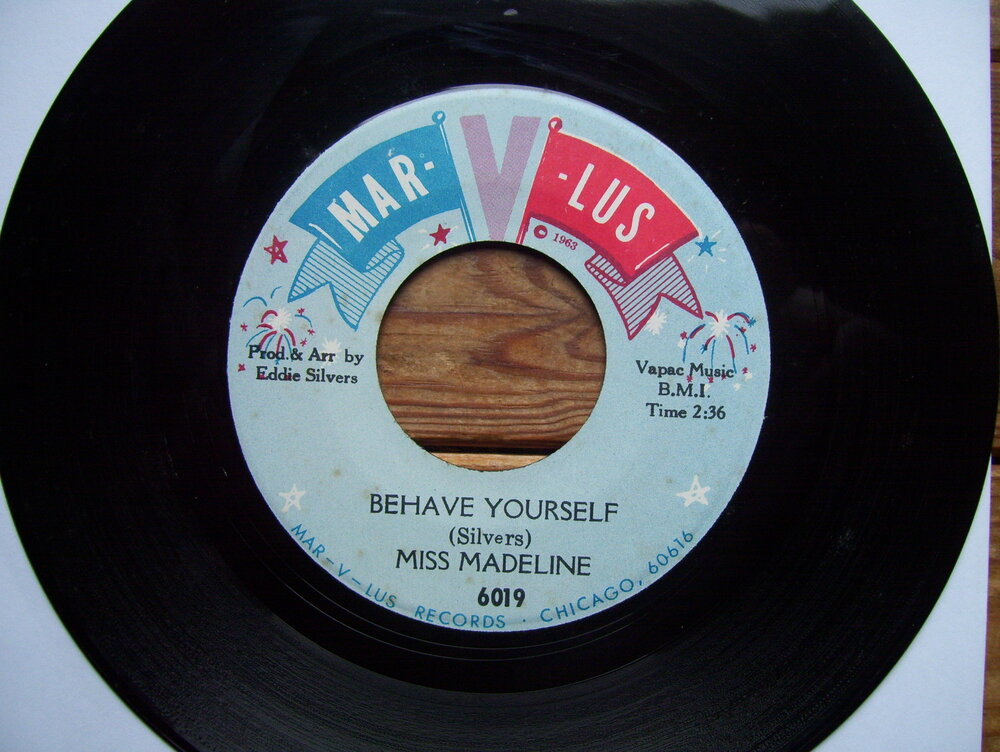 MAR-V-LUS
© 1963
Prod. & Arr by
Eddie Silvers
Vapac Music
B.M.I.
Time 2:36
BEHAVE YOURSELF
(Silvers)
MISS MADELINE
6019
MAR-V-LUS RECORDS · CHICAGO, 60616